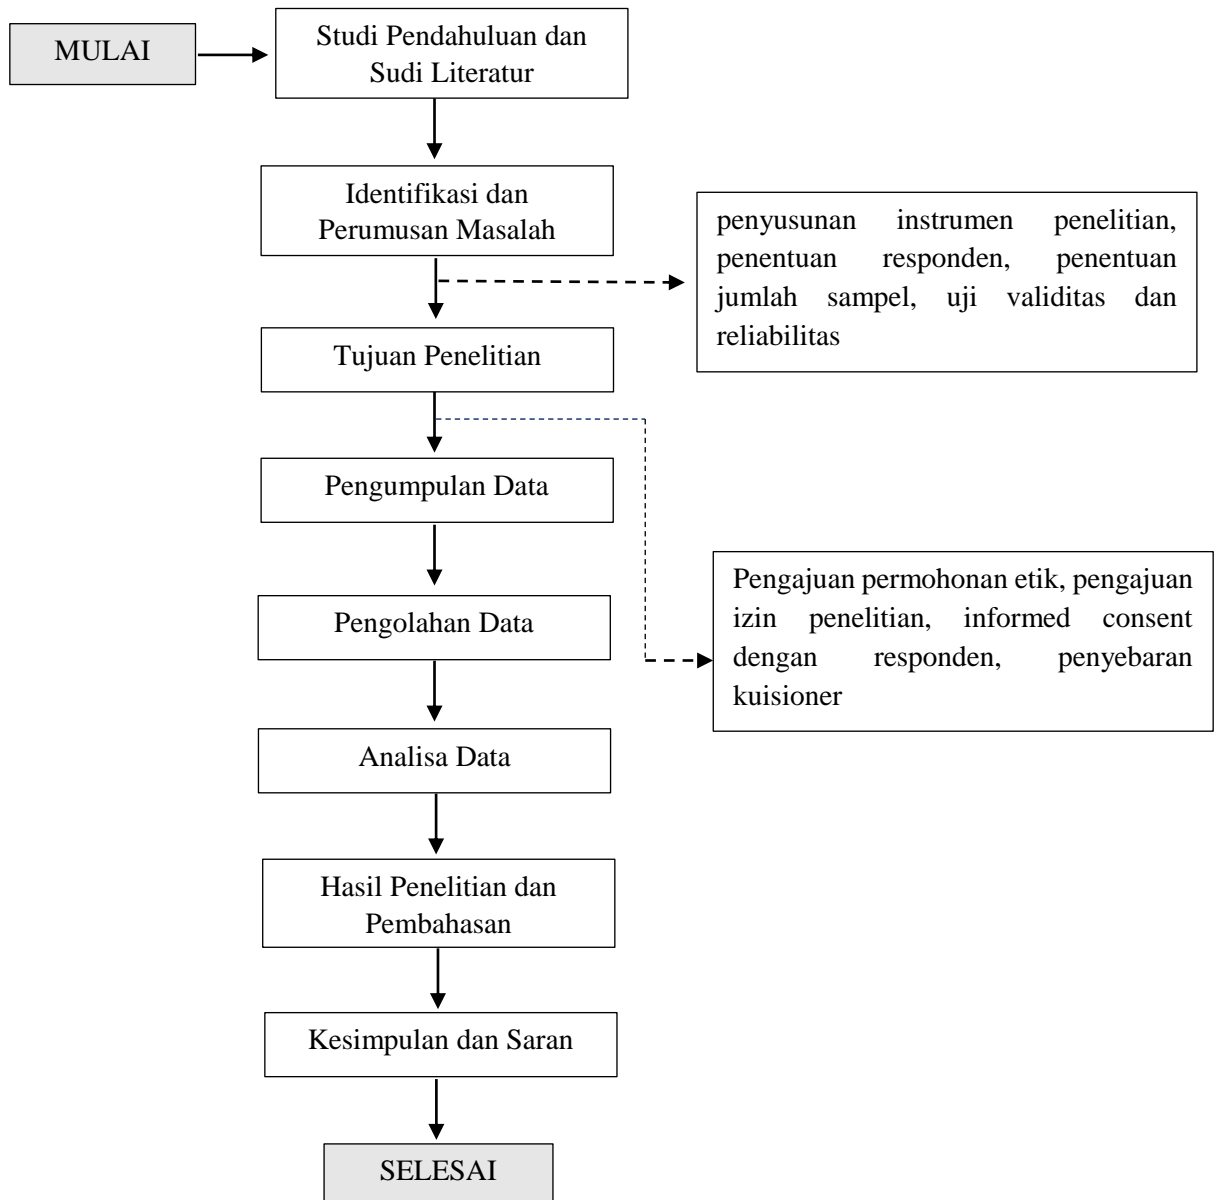 MULAI
Studi Pendahuluan dan
Sudi Literatur
Identifikasi dan
Perumusan Masalah
penyusunan instrumen penelitian,
penentuan responden, penentuan
jumlah sampel, uji validitas dan
reliabilitas
Tujuan Penelitian
Pengumpulan Data
Pengajuan permohonan etik, pengajuan
izin penelitian, informed consent
dengan responden, penyebaran
kuisioner
Pengolahan Data
Analisa Data
Hasil Penelitian dan
Pembahasan
Kesimpulan dan Saran
SELESAI